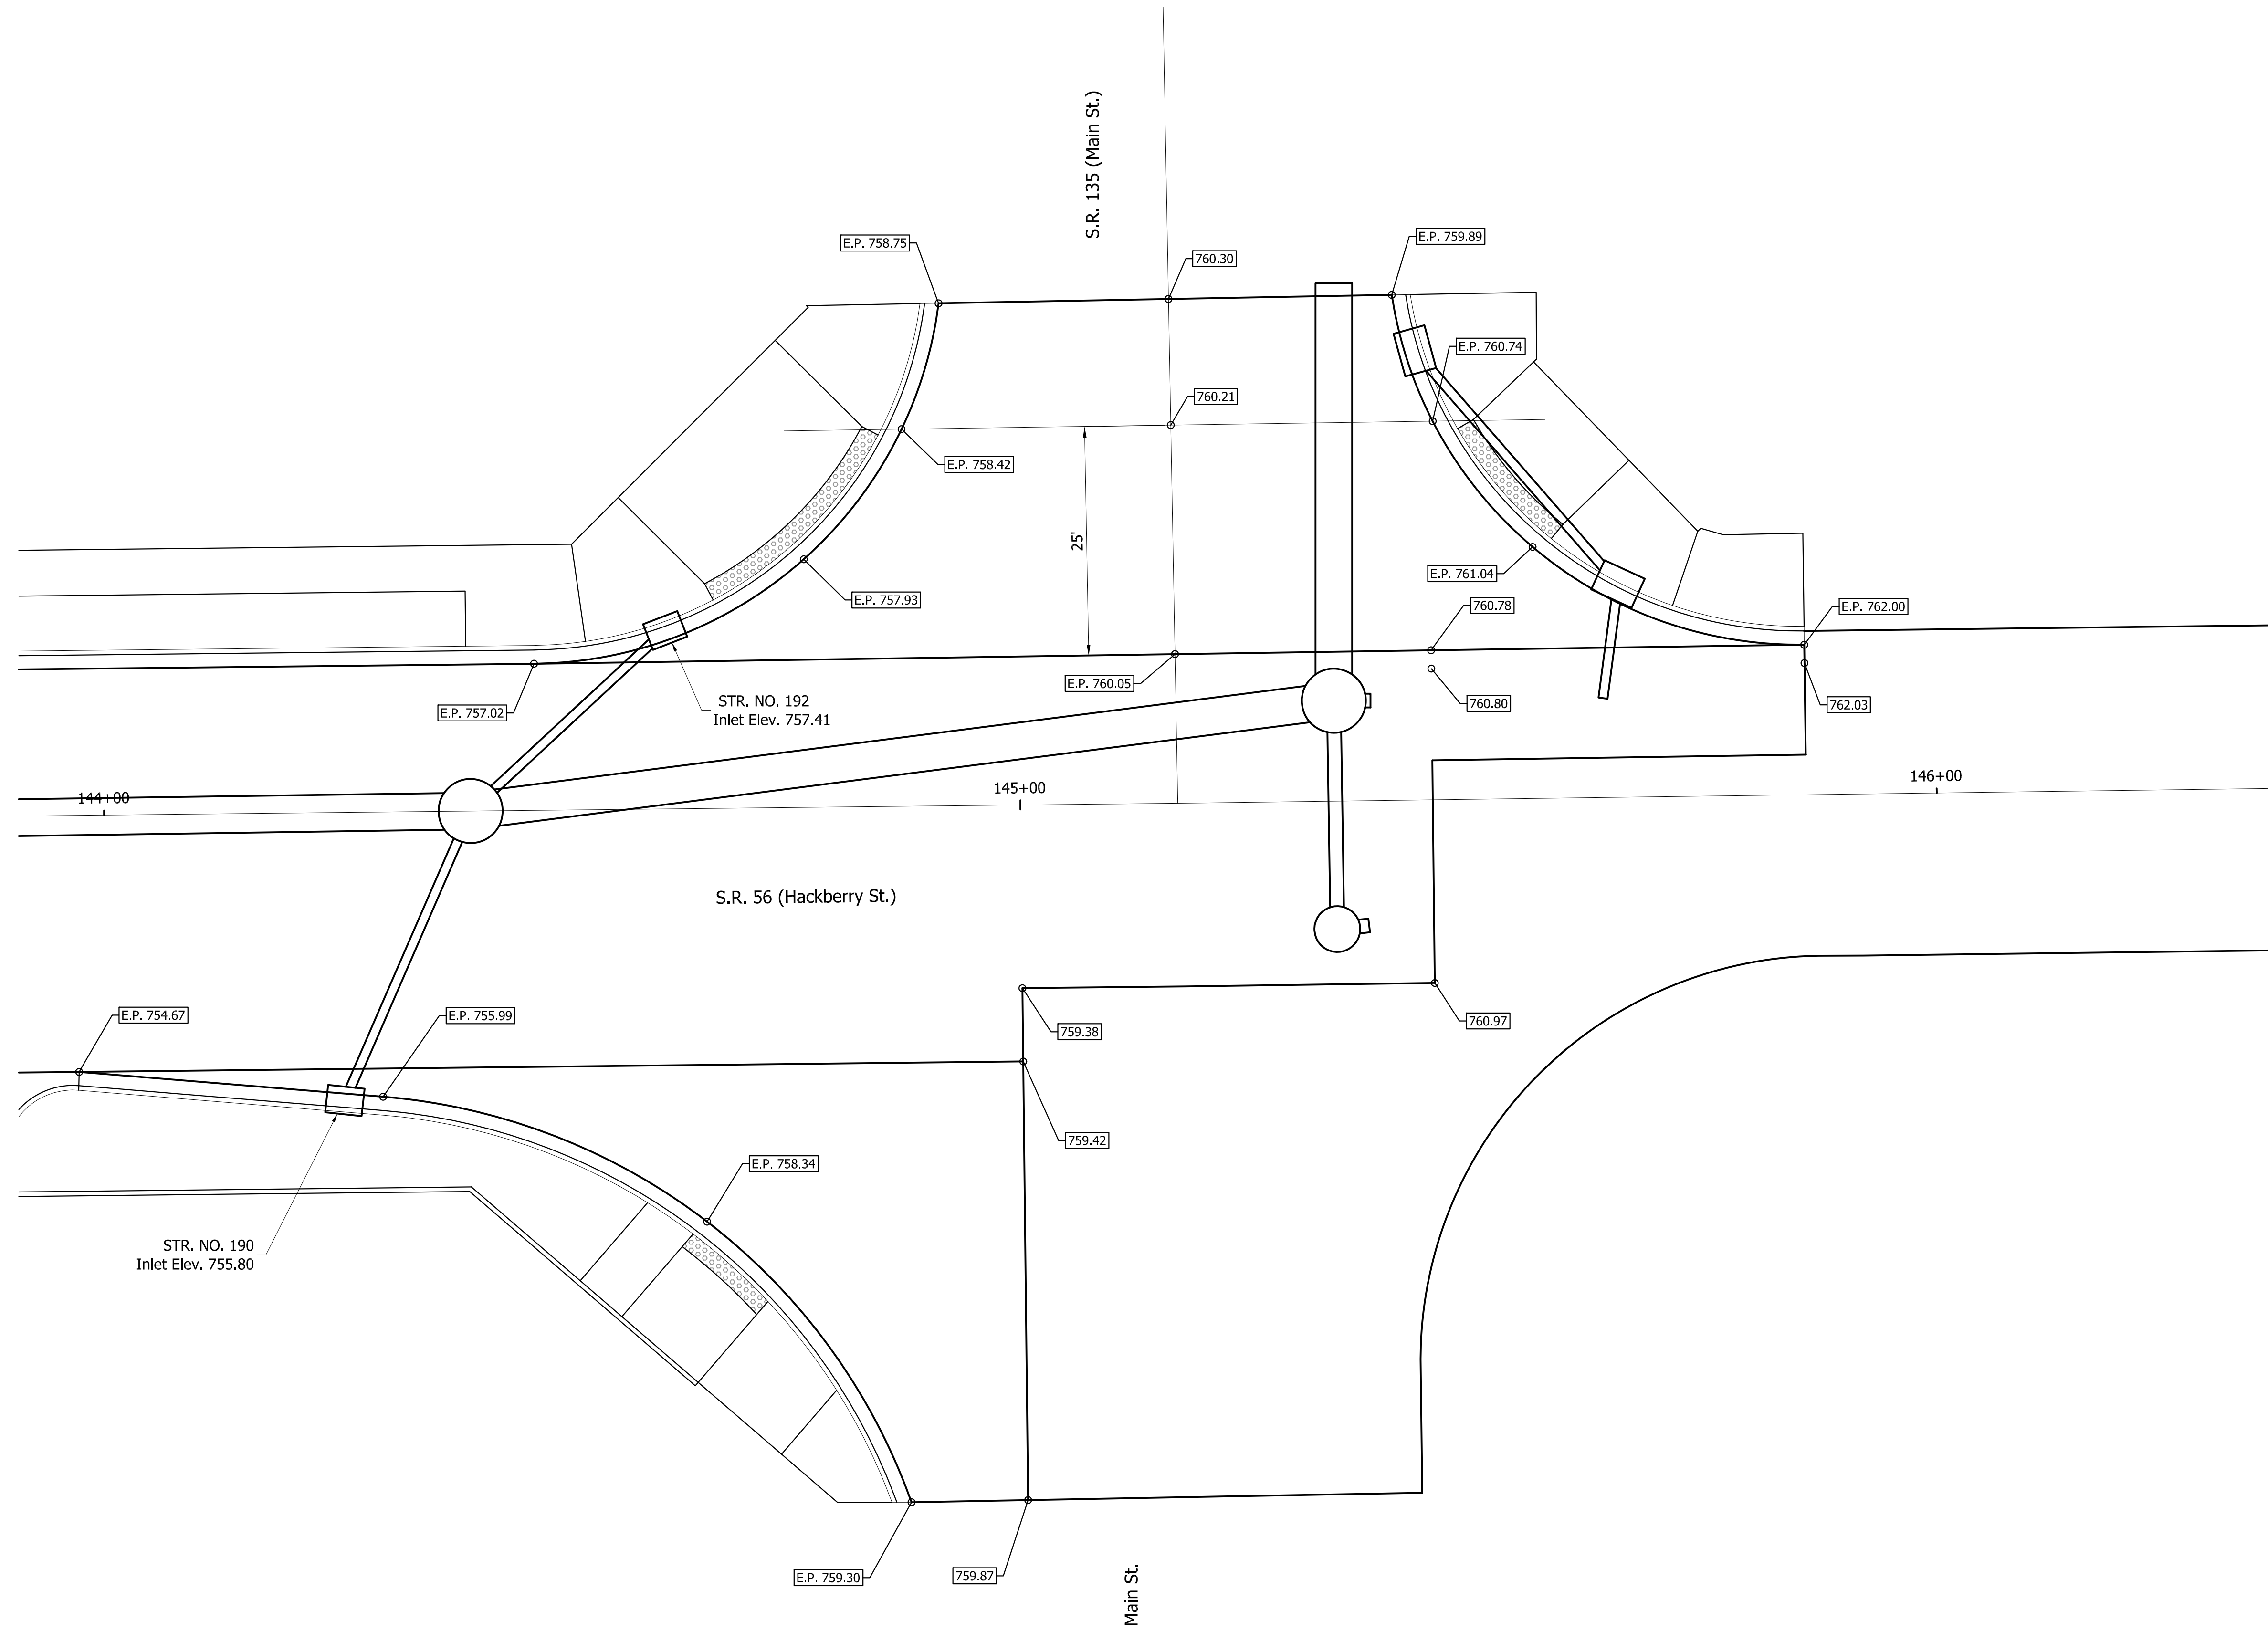 S.R. 135 (Main St.)
E.P. 759.89
E.P. 758.75
760.30
E.P. 760.74
760.21
E.P. 758.42
25'
E.P. 761.04
E.P. 757.93
760.78
E.P. 762.00
E.P. 760.05
STR. NO. 192
Inlet Elev. 757.41
E.P. 757.02
760.80
762.03
144+00
145+00
146+00
S.R. 56 (Hackberry St.)
E.P. 754.67
E.P. 755.99
759.38
760.97
759.42
E.P. 758.34
STR. NO. 190
Inlet Elev. 755.80
E.P. 759.30
759.87
Main St.